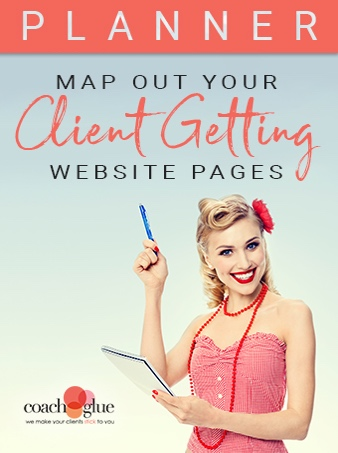 PLANNER
MAP OUT YOUR
Client Getting
WEBSITE PAGES
coach glue
we make your clients stick to you